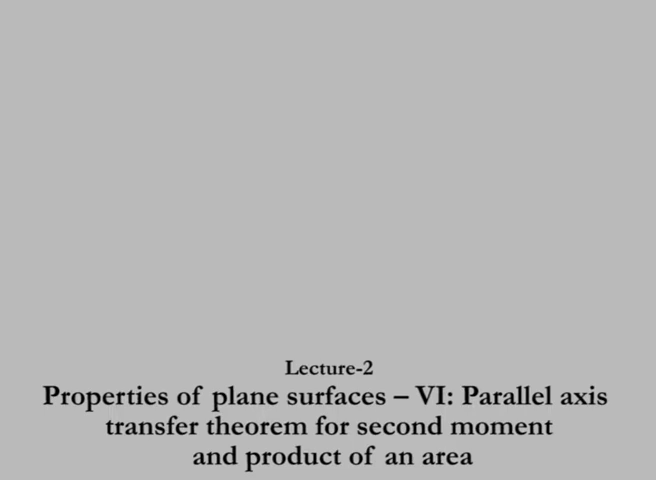 Lecture-2
Properties of plane surfaces – VI: Parallel axis
transfer theorem for second moment
and product of an area